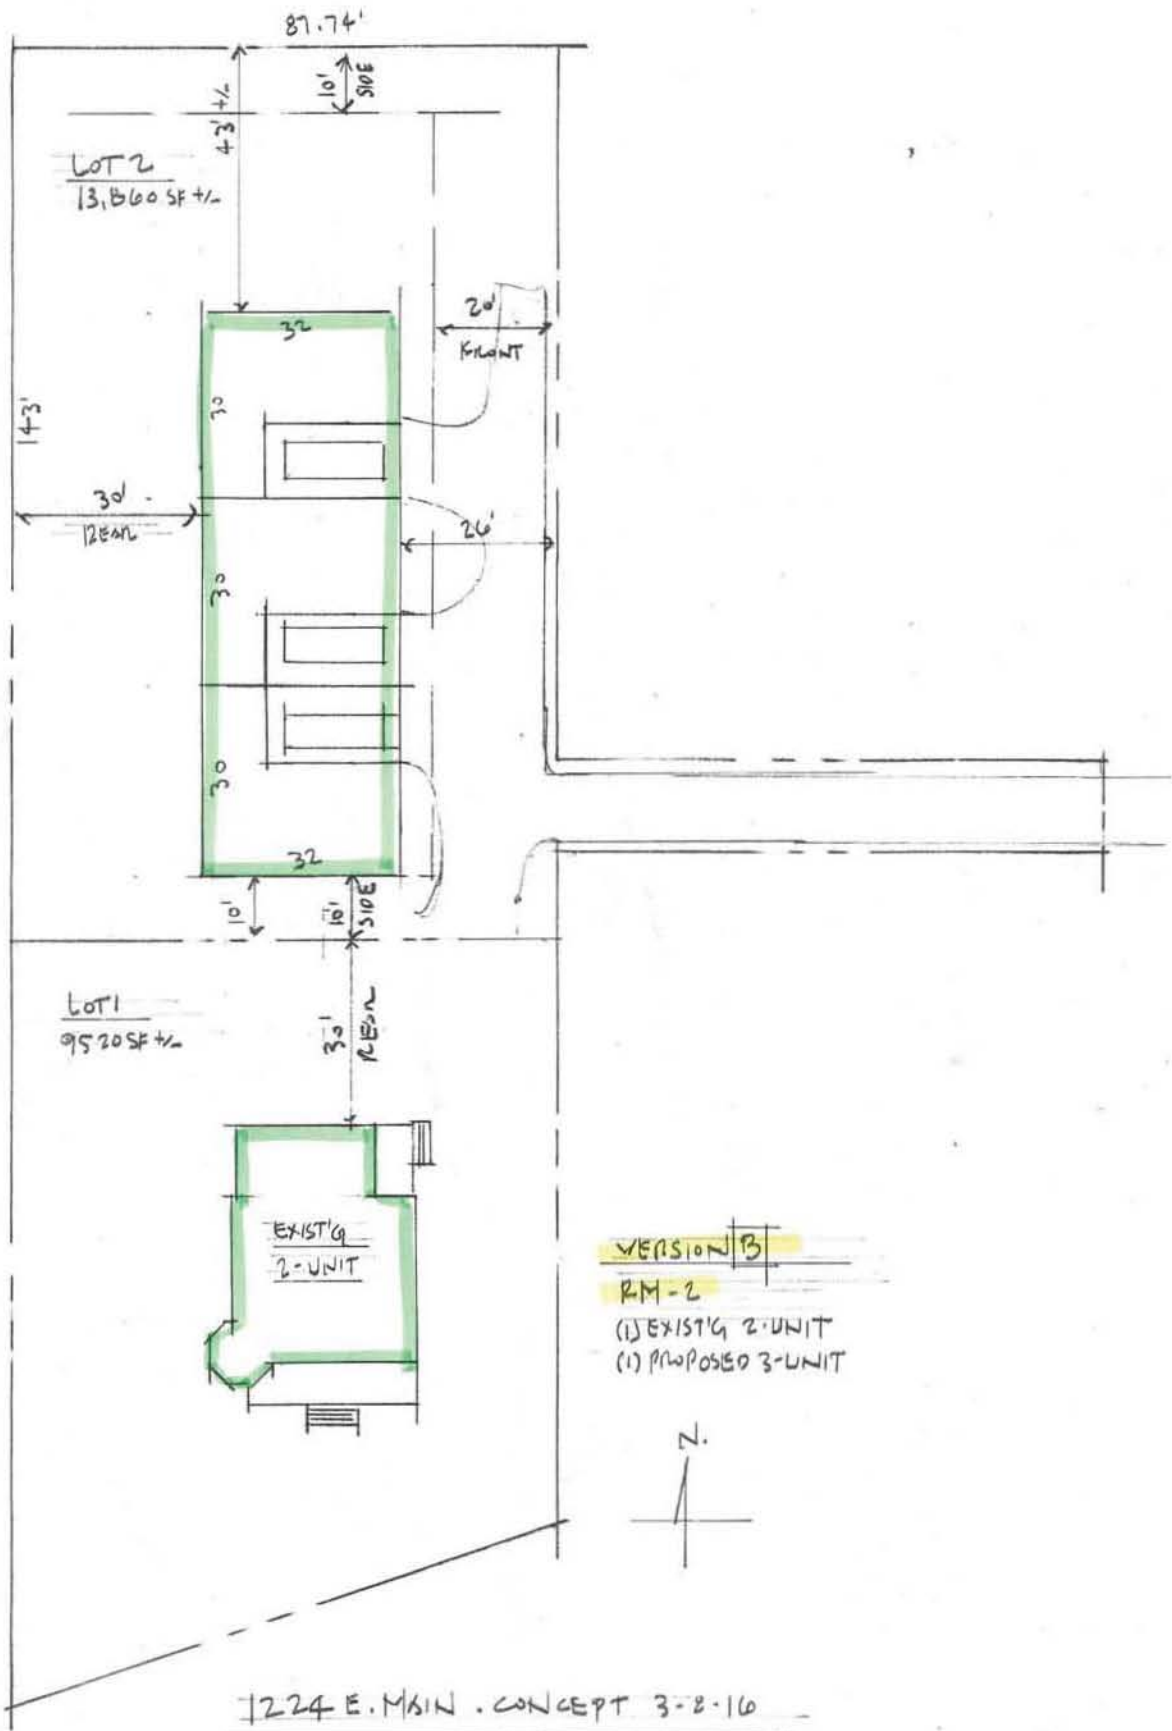 87.74'
10'
SIDE
43' +/-
LOT 2
13,860 SF +/-
32
20'
FRONT
30
143'
30'
REAR
26'
30
30
32
10'
10'
SIDE
LOT 1
9520 SF +/-
30'
REAR
EXIST'G
2-UNIT
VERSION B
RM-2
(1) EXIST'G 2-UNIT
(1) PROPOSED 3-UNIT
N.
1224 E. MAIN . CONCEPT 3-8-16